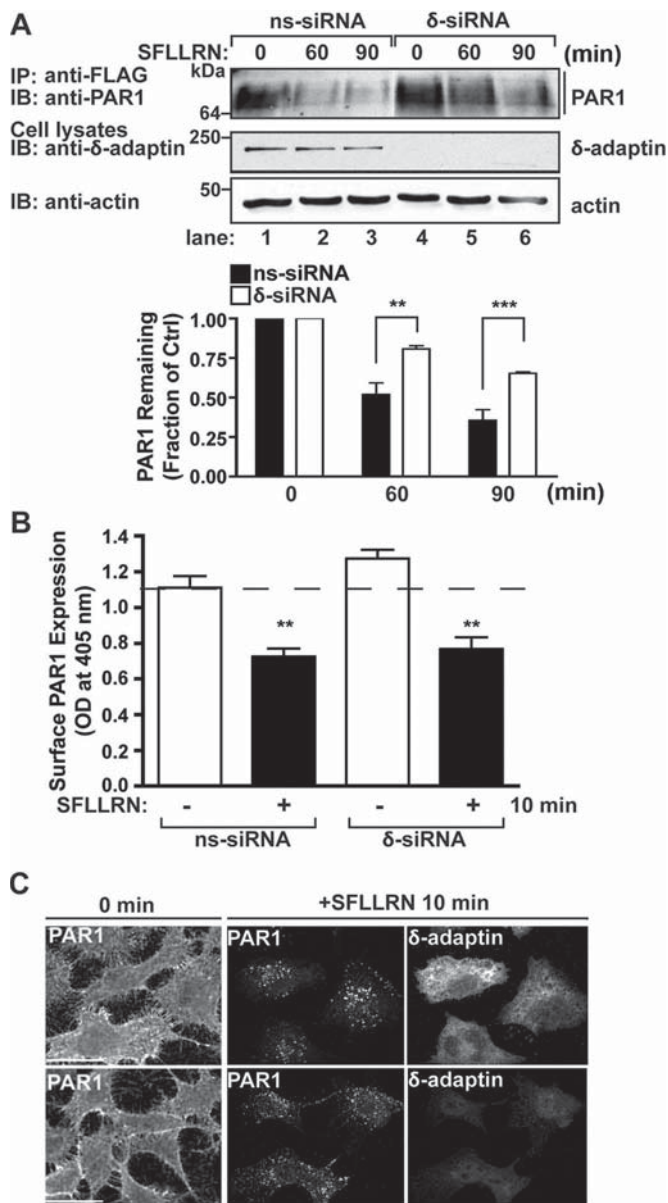 A
ns-siRNA δ-siRNA
SFLLRN: 0 60 90 0 60 90 (min)
kDa
IP: anti-FLAG
IB: anti-PAR1
PAR1
64
Cell lysates
250
IB: anti-δ-adaptin
δ-adaptin
50
IB: anti-actin
actin
lane: 1 2 3 4 5 6
ns-siRNA
δ-siRNA
PAR1 Remaining
(Fraction of Ctrl)
1.00
0.75
0.50
0.25
0.00
** ***
0 60 90 (min)
B
Surface PAR1 Expression
(OD at 405 nm)
1.4
1.2
1.0
0.8
0.6
0.4
0.2
0.0
** **
SFLLRN: - + - + 10 min
ns-siRNA δ-siRNA
C
0 min +SFLLRN 10 min
PAR1 PAR1 δ-adaptin
PAR1 PAR1 δ-adaptin